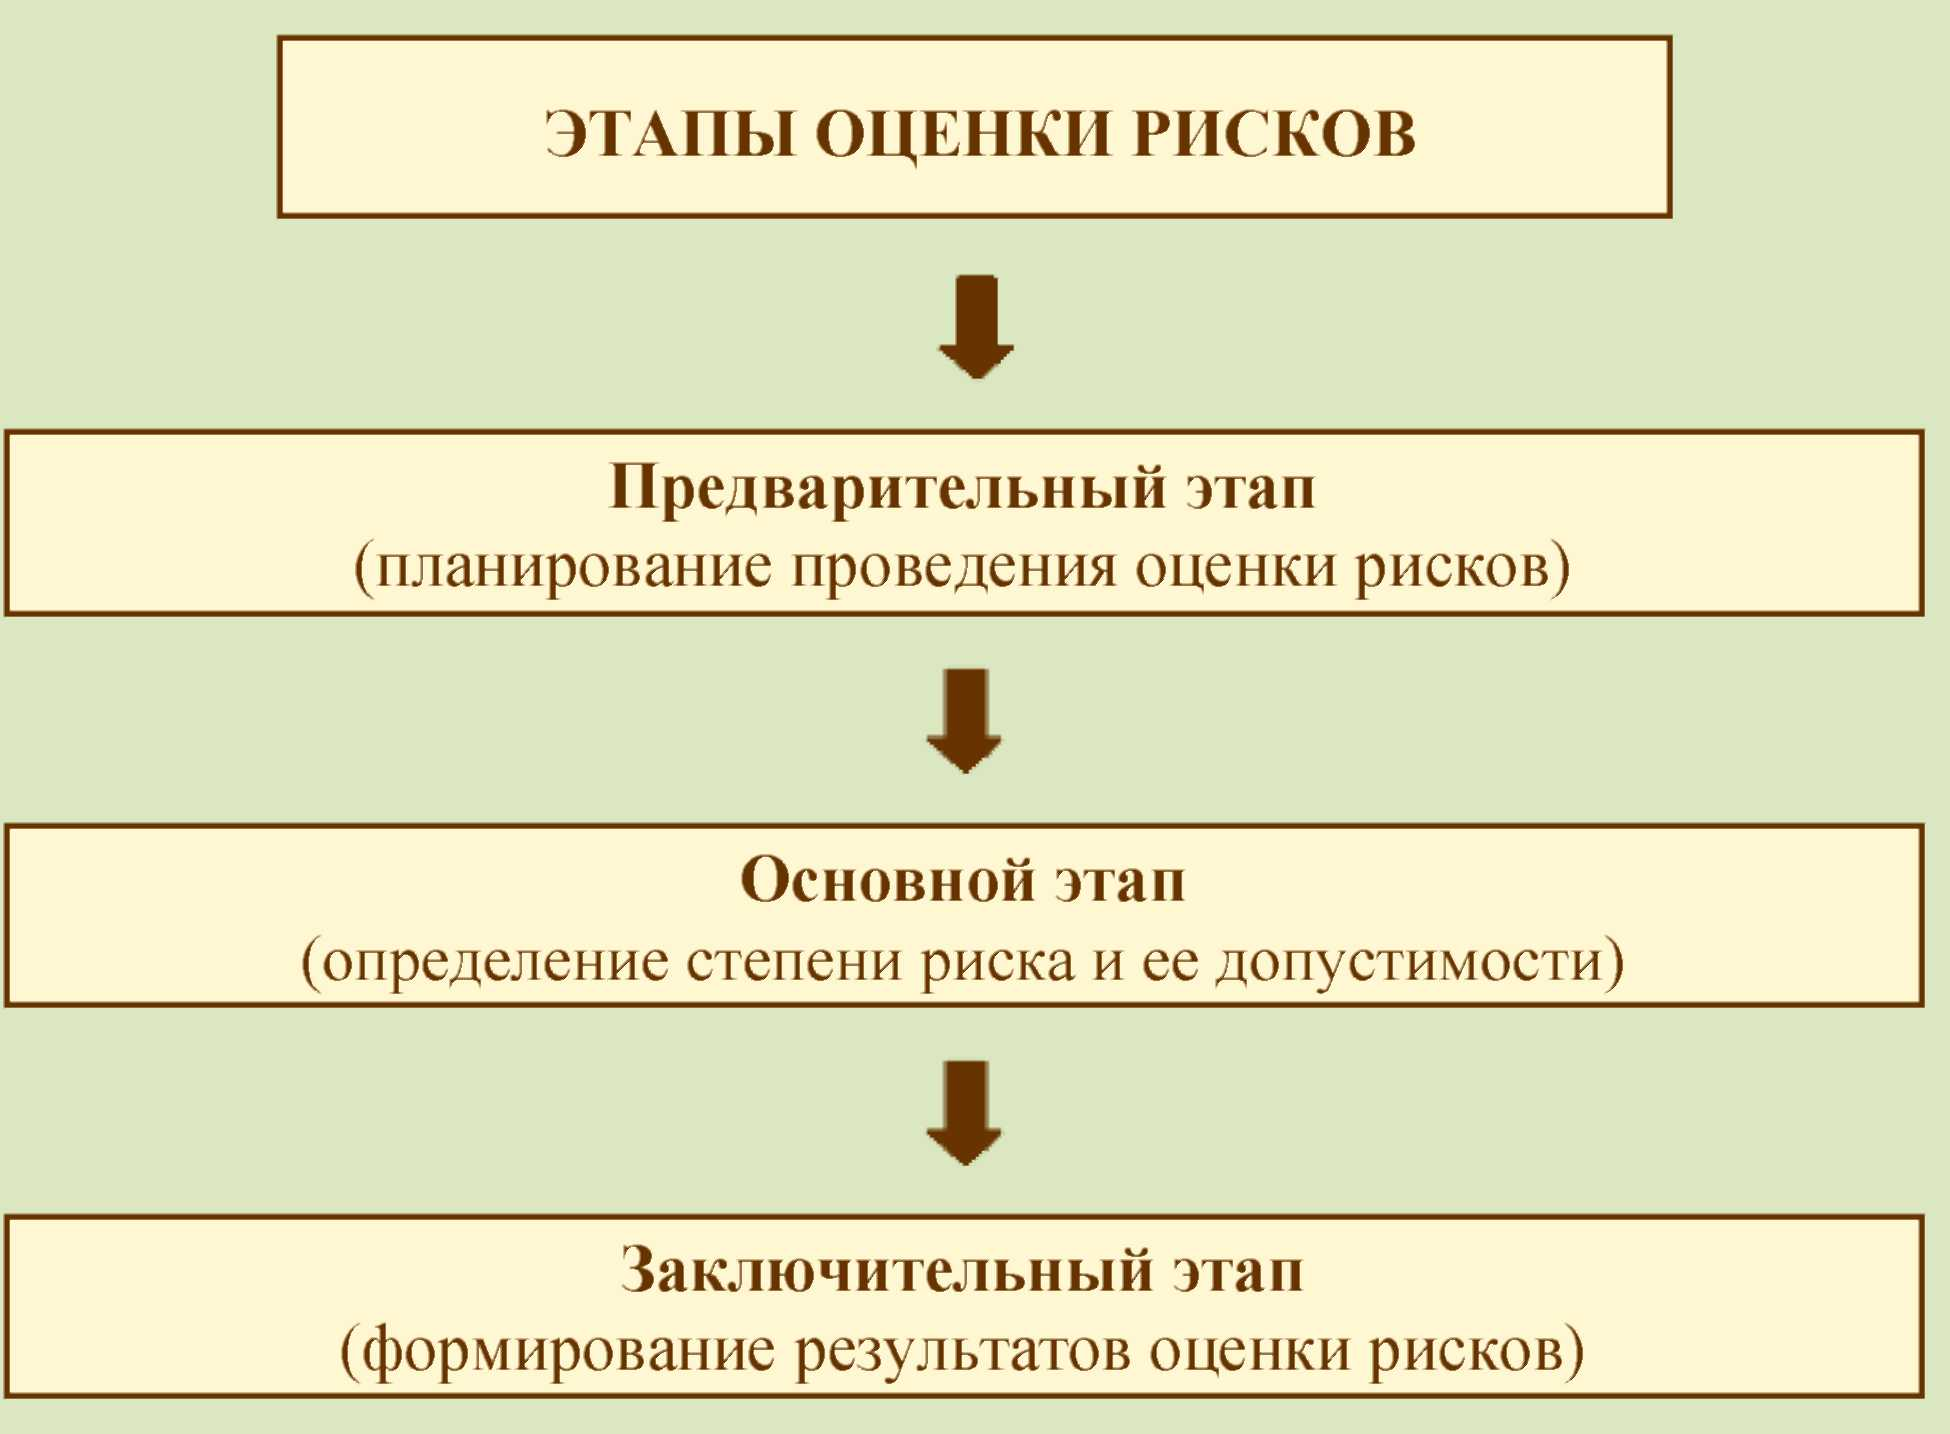 ЭТАПЫ ОЦЕНКИ РИСКОВ
Предварительный этап
(планирование проведения оценки рисков)
Основной этап
(определение степени риска и ее допустимости)
Заключительный этап
(формирование результатов оценки рисков)